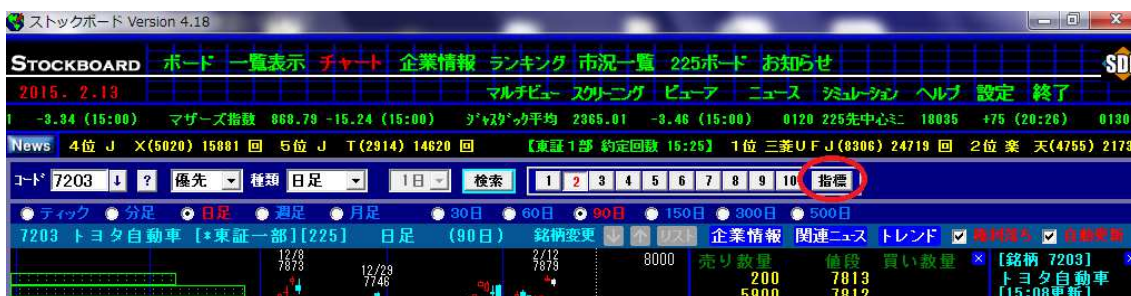 ストックボード Version 4.18
STOCKBOARD ボード 一覧表示 チャート 企業情報 ランキング 市況一覧 225ボード お知らせ
2015. 2.13 マルチビュー スクリーニング ビューア ニュース シミュレーション ヘルプ 設定 終了
-3.34 (15:00) マザーズ指数 868.79 -15.24 (15:00) ジャスダック平均 2365.01 -3.46 (15:00) 0120 225先中心ミニ 18035 +75 (20:26) 0130
News 4位 J X(5020) 15881 回 5位 J T(2914) 14620 回 【東証1部 約定回数 15:25】 1位 三菱UFJ(8306) 24719 回 2位 楽 天(4755) 2173
コード 7203 ↓ ? 優先 種類 日足 1日 検索 1 2 3 4 5 6 7 8 9 10 指標
ティック 分足 日足 週足 月足 30日 60日 90日 150日 300日 500日
7203 トヨタ自動車 [*東証一部][225] 日足 (90日) 銘柄変更 ↓ ↑ リスト 企業情報 関連ニュース トレンド 権利落ち 自動更新
12/8 2/12 8000 売り数量 値段 買い数量 [銘柄 7203]
7873 12/29 7879 200 7813 トヨタ自動車
7746 5900 7812 [15:08更新]